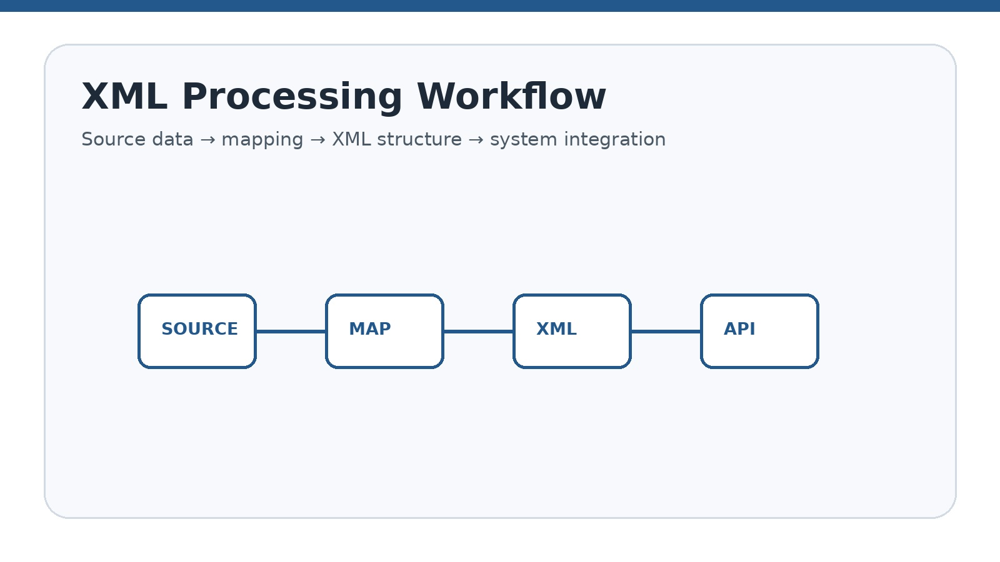 XML Processing Workflow
Source data → mapping → XML structure → system integration
SOURCE
MAP
XML
API